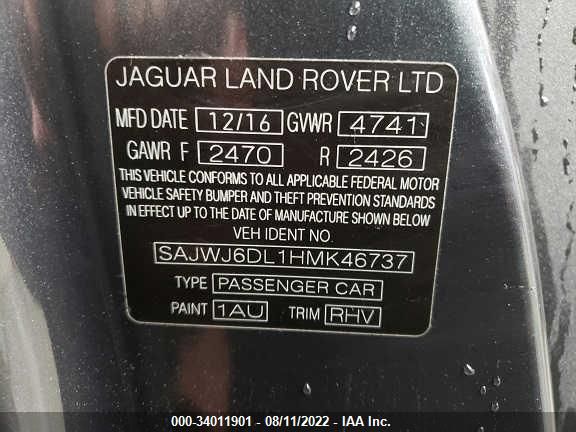 JAGUAR LAND ROVER LTD
MFD DATE 12/16 GVWR 4741
GAWR F 2470 R 2426
THIS VEHICLE CONFORMS TO ALL APPLICABLE FEDERAL MOTOR
VEHICLE SAFETY BUMPER AND THEFT PREVENTION STANDARDS
IN EFFECT UP TO THE DATE OF MANUFACTURE SHOWN BELOW
VEH IDENT NO.
SAJWJ6DL1HMK46737
TYPE PASSENGER CAR
PAINT 1AU TRIM RHV
000-34011901 - 08/11/2022 - IAA Inc.